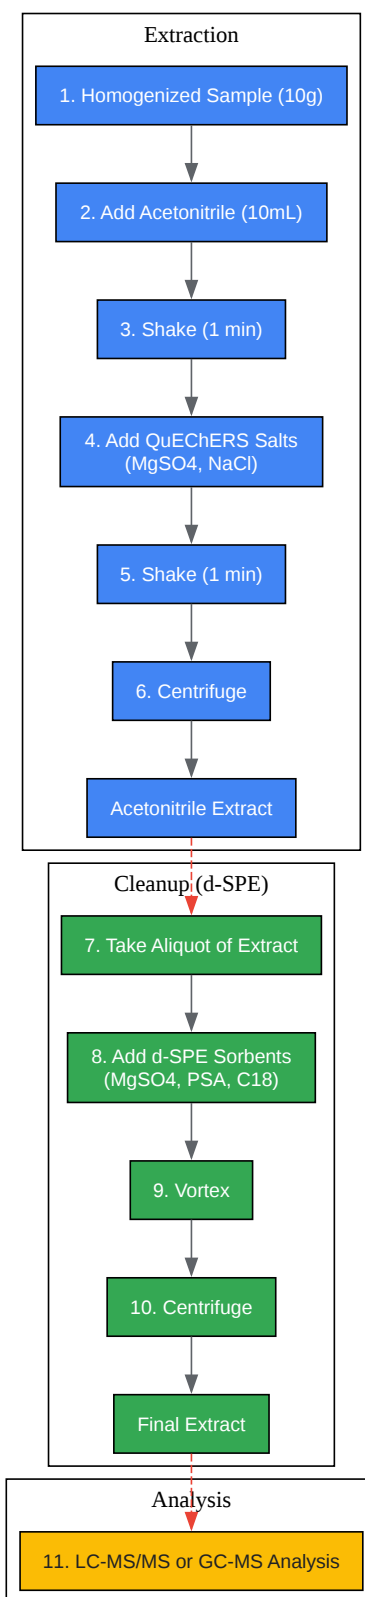 Extraction
1. Homogenized Sample (10g)
2. Add Acetonitrile (10mL)
3. Shake (1 min)
4. Add QuEChERS Salts
(MgSO4, NaCl)
5. Shake (1 min)
6. Centrifuge
Acetonitrile Extract
Cleanup (d-SPE)
7. Take Aliquot of Extract
8. Add d-SPE Sorbents
(MgSO4, PSA, C18)
9. Vortex
10. Centrifuge
Final Extract
Analysis
11. LC-MS/MS or GC-MS Analysis